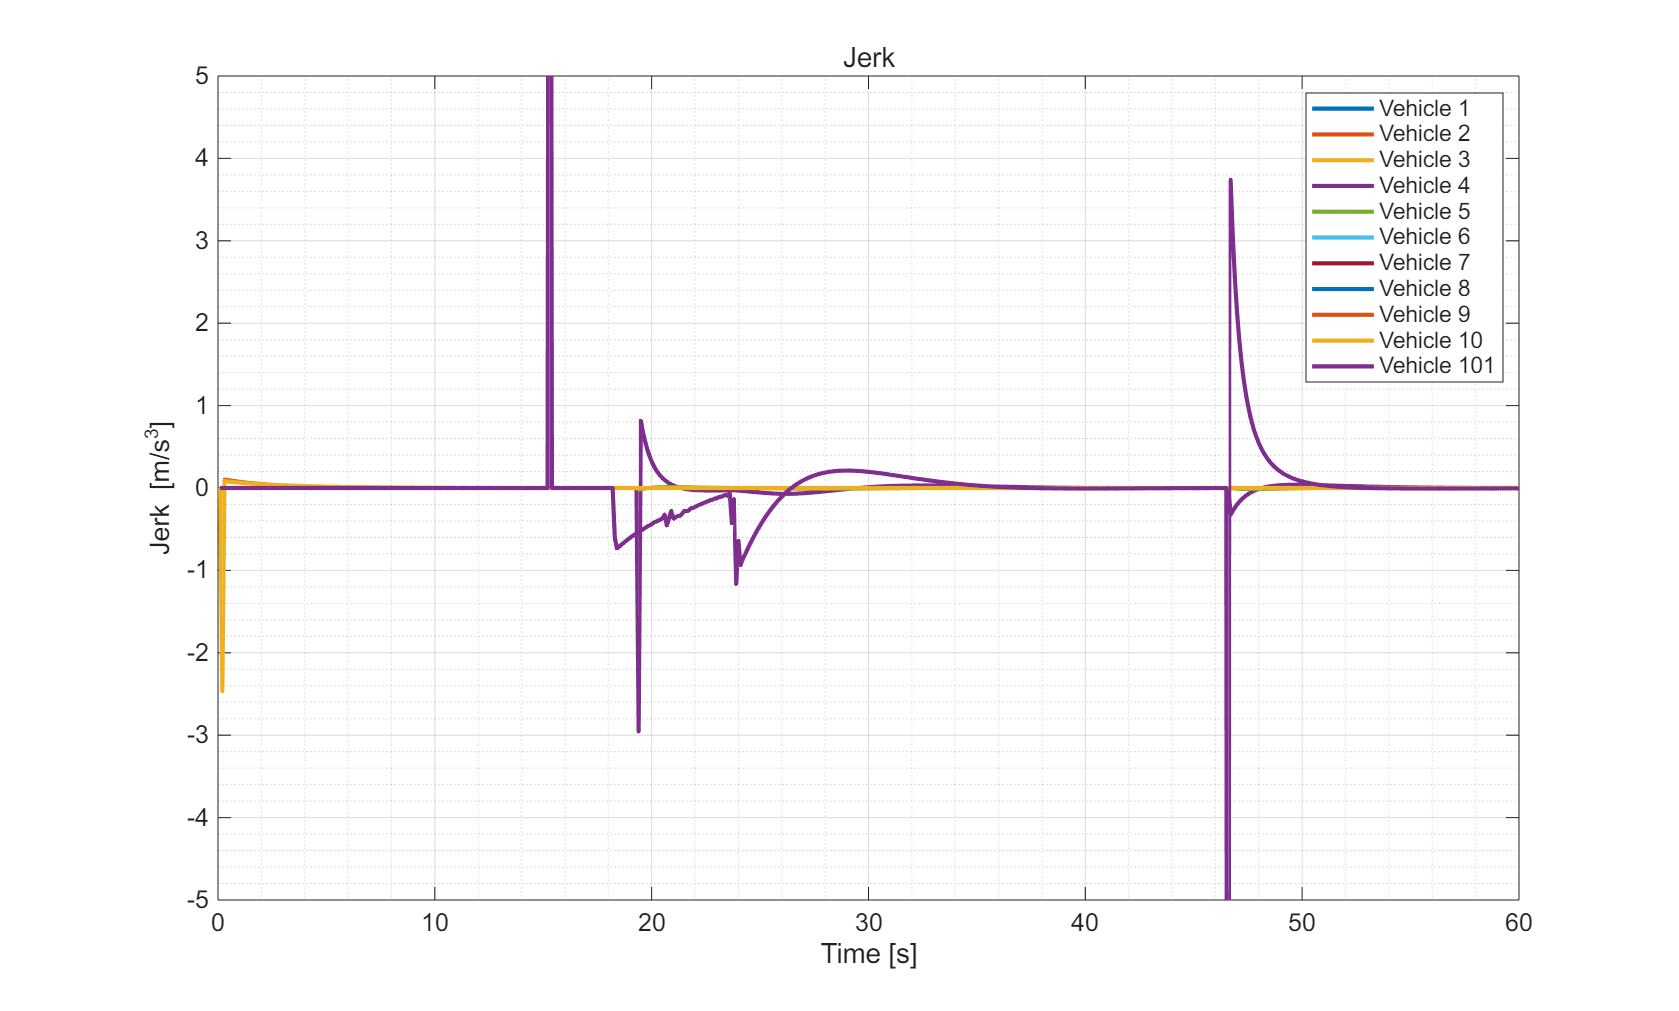 Jerk
5
4
3
2
1
0
-1
-2
-3
-4
-5
Jerk [m/s³]
0 10 20 30 40 50 60
Time [s]
Vehicle 1
Vehicle 2
Vehicle 3
Vehicle 4
Vehicle 5
Vehicle 6
Vehicle 7
Vehicle 8
Vehicle 9
Vehicle 10
Vehicle 101